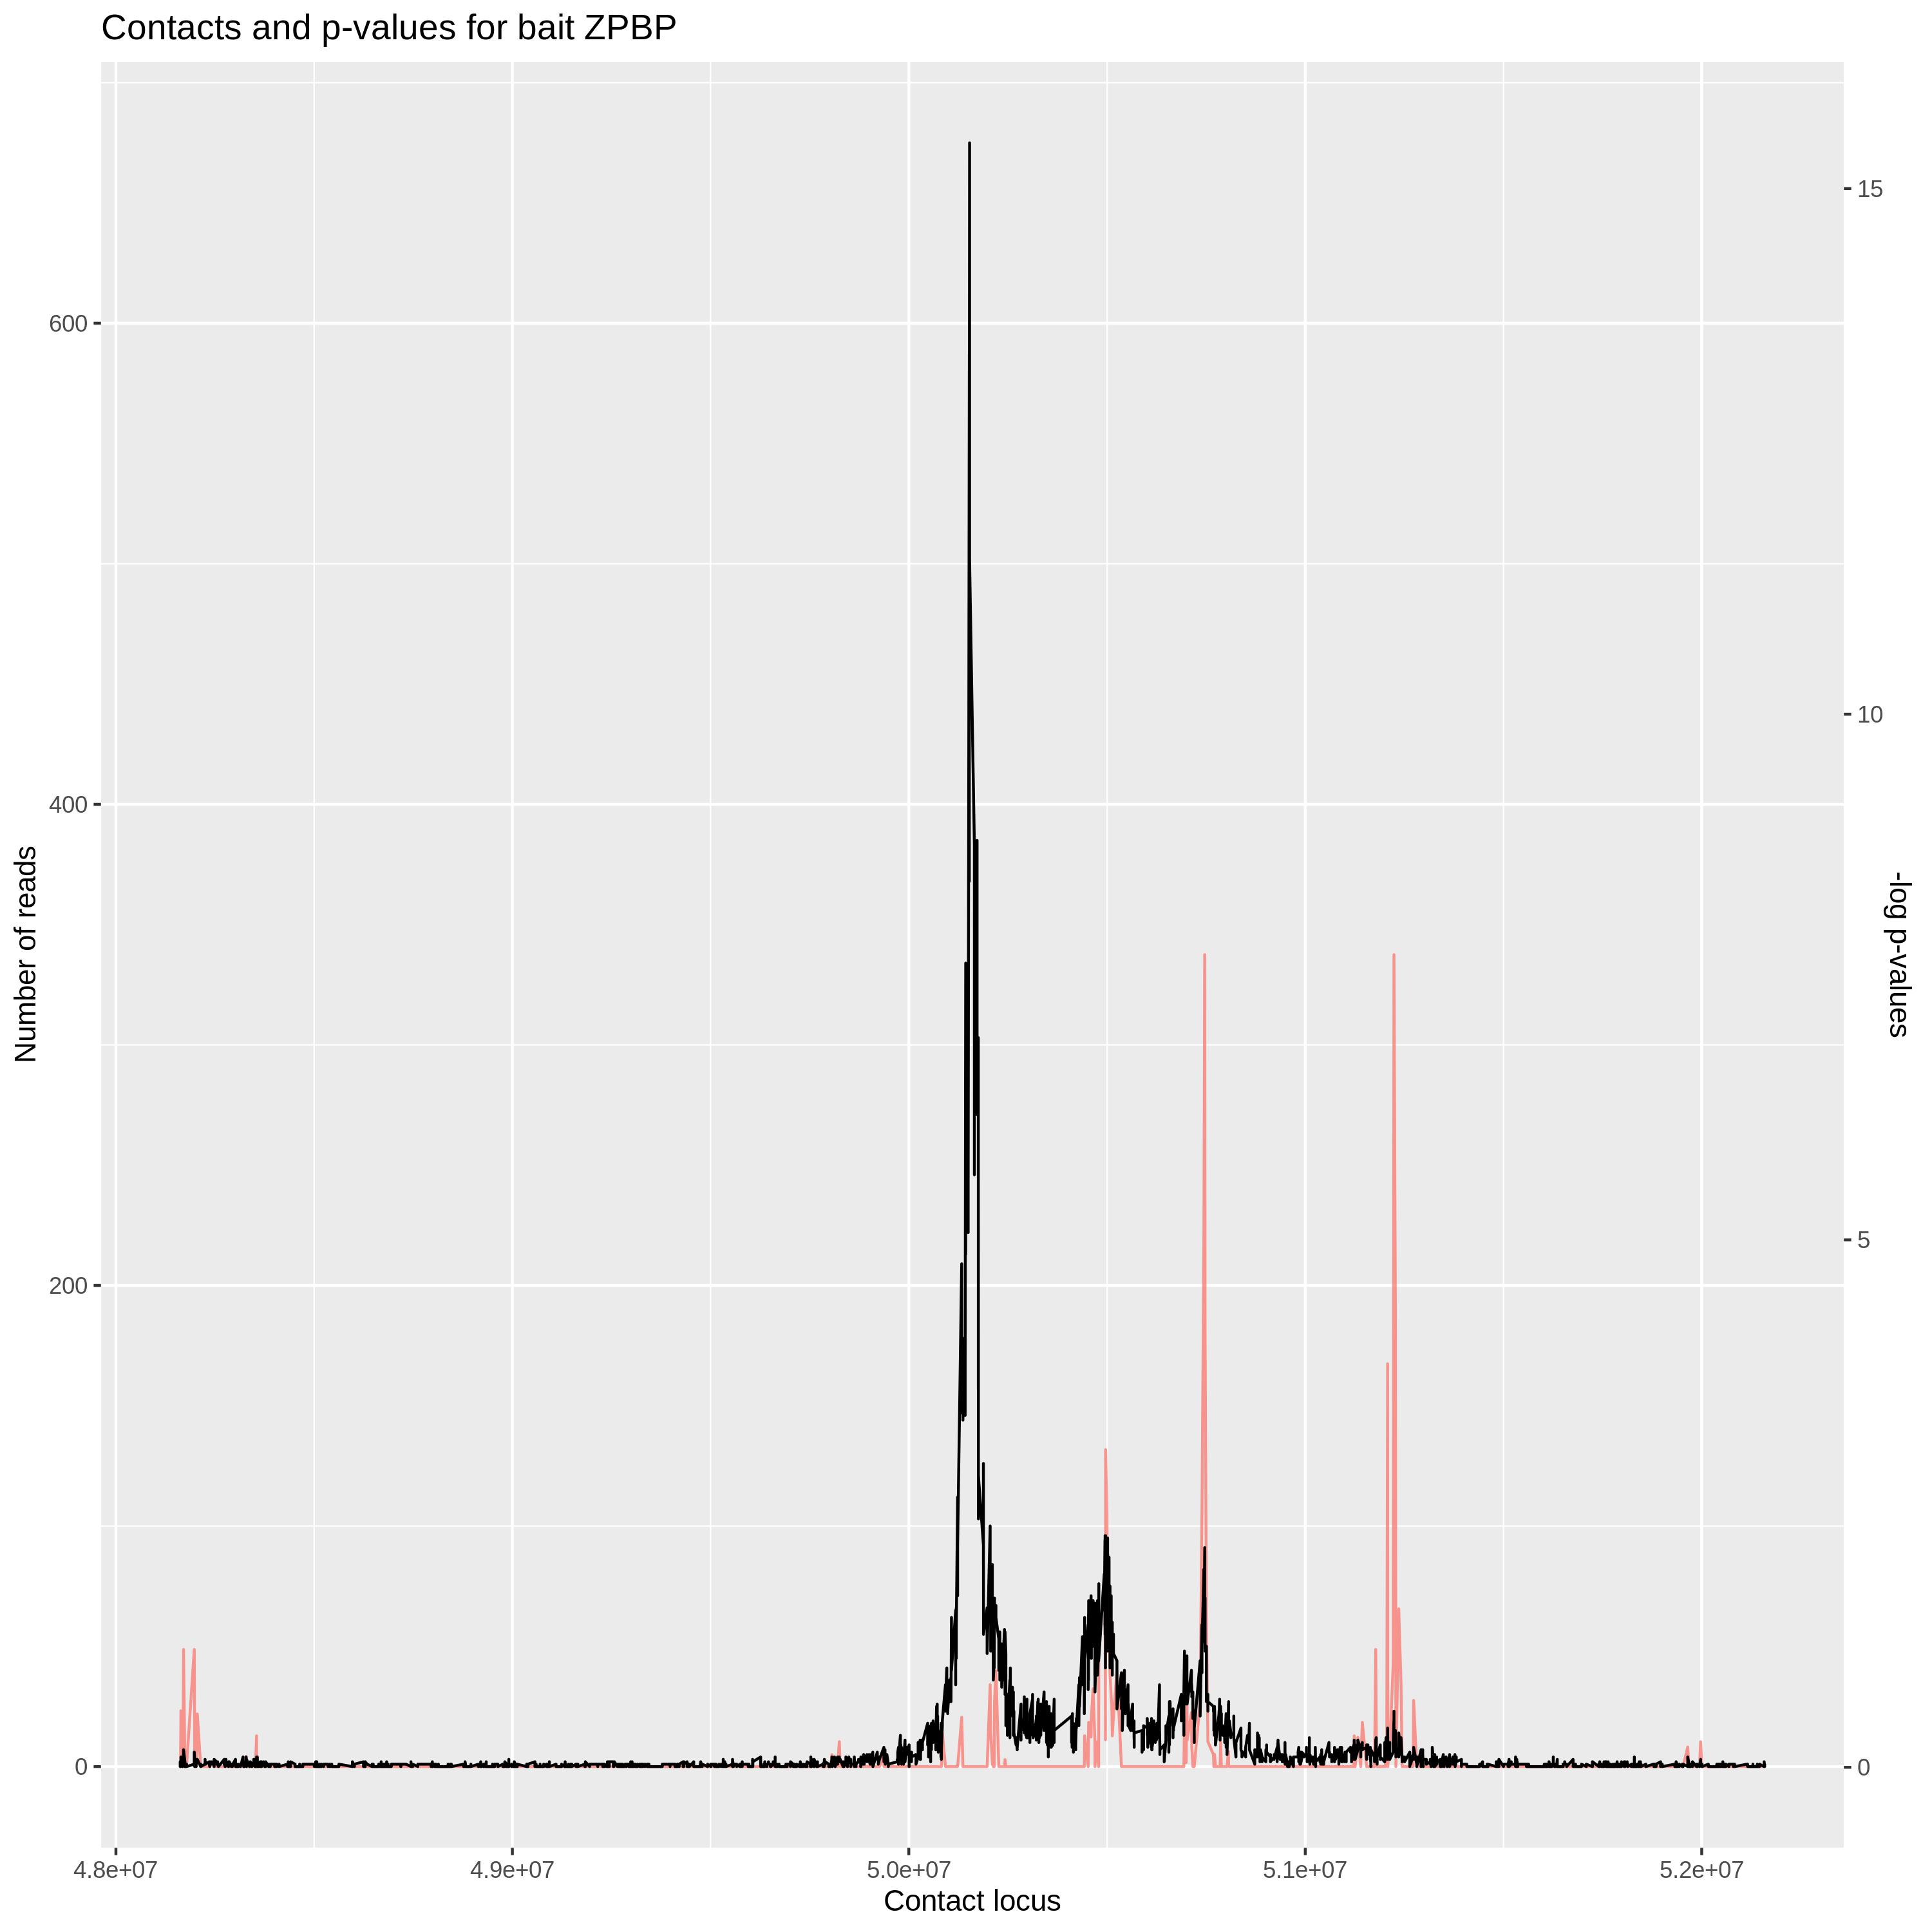 Contacts and p-values for bait ZPBP
Number of reads
600
400
200
0
15
10
5
0
-log p-values
4.8e+07
4.9e+07
5.0e+07
5.1e+07
5.2e+07
Contact locus